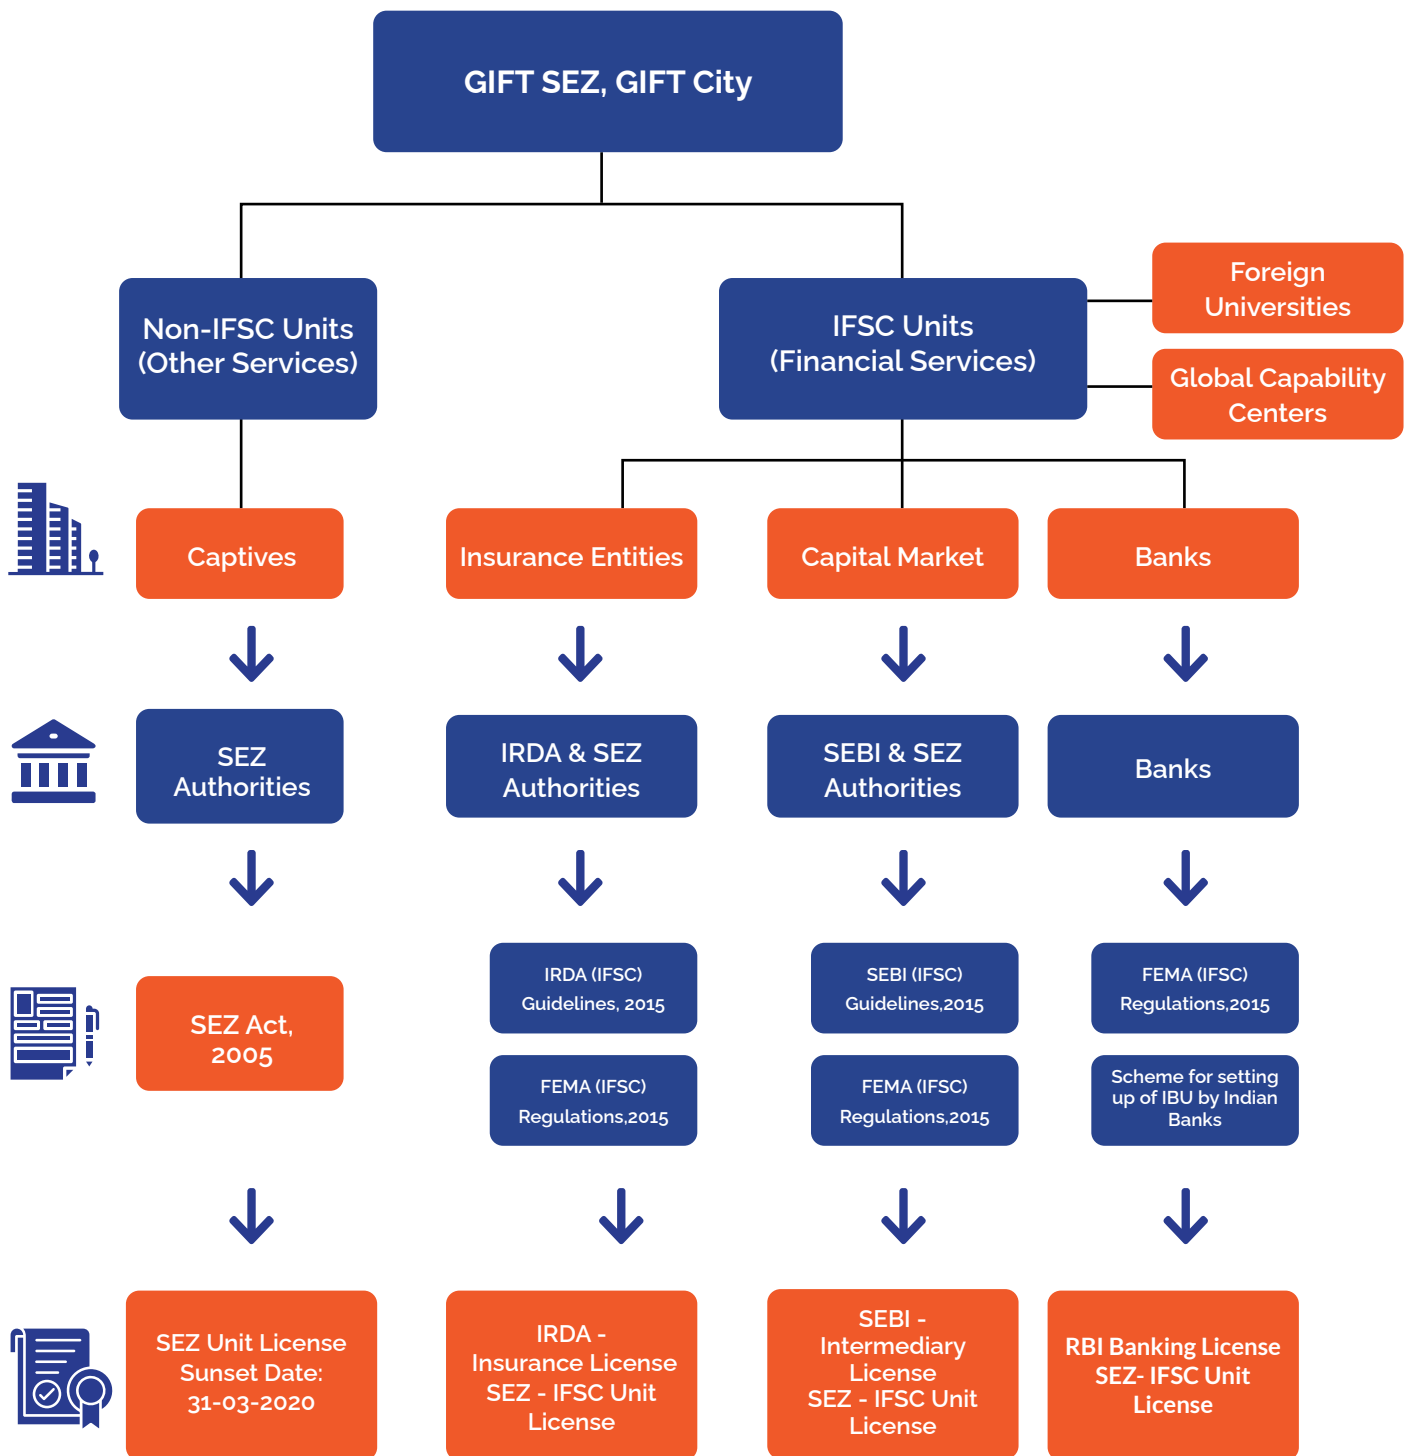 GIFT SEZ, GIFT City
Non-IFSC Units
(Other Services)
IFSC Units
(Financial Services)
Foreign
Universities
Global Capability
Centers
Captives
Insurance Entities
Capital Market
Banks
SEZ
Authorities
IRDA & SEZ
Authorities
SEBI & SEZ
Authorities
Banks
SEZ Act,
2005
IRDA (IFSC)
Guidelines, 2015
SEBI (IFSC)
Guidelines,2015
FEMA (IFSC)
Regulations,2015
FEMA (IFSC)
Regulations,2015
FEMA (IFSC)
Regulations,2015
Scheme for setting
up of IBU by Indian
Banks
SEZ Unit License
Sunset Date:
31-03-2020
IRDA -
Insurance License
SEZ - IFSC Unit
License
SEBI -
Intermediary
License
SEZ - IFSC Unit
License
RBI Banking License
SEZ- IFSC Unit
License